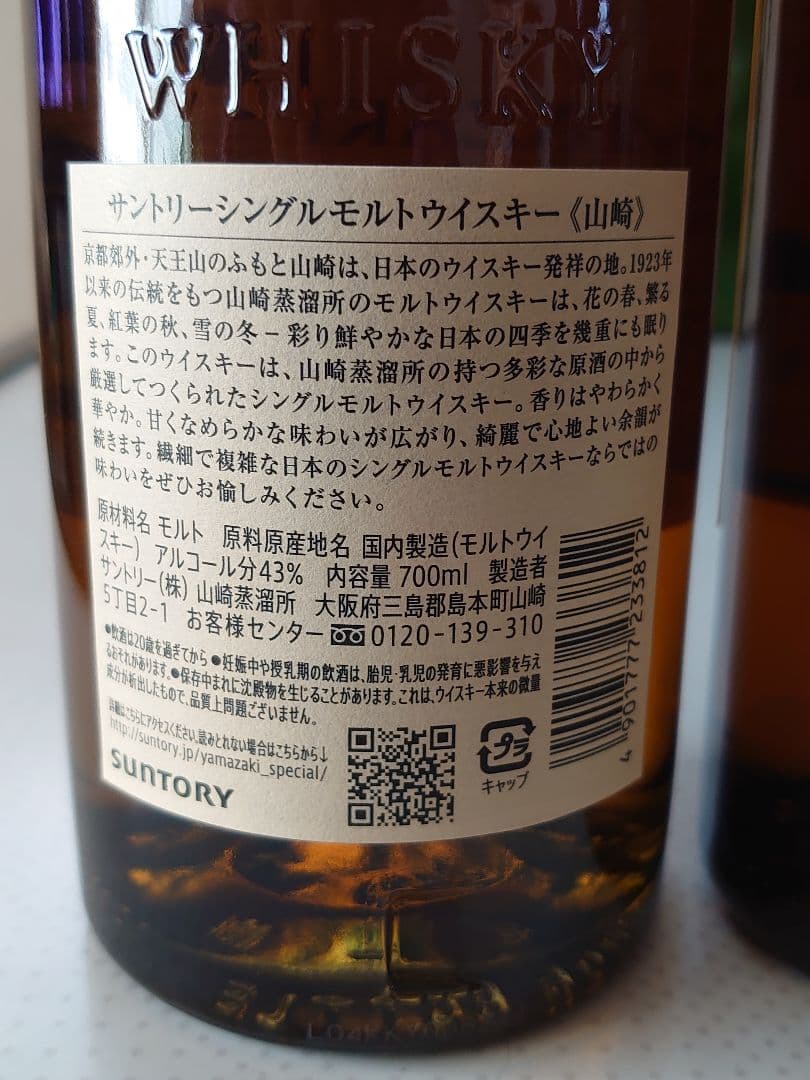 WHISKY
サントリーシングルモルトウイスキー《山崎》
京都郊外・天王山のふもと山崎は、日本のウイスキー発祥の地。1923年
以来の伝統をもつ山崎蒸溜所のモルトウイスキーは、花の春、繁る
夏、紅葉の秋、雪の冬－彩り鮮やかな日本の四季を幾重にも眠り
ます。このウイスキーは、山崎蒸溜所の持つ多彩な原酒の中から
厳選してつくられたシングルモルトウイスキー。香りはやわらかく
華やか。甘くなめらかな味わいが広がり、綺麗で心地よい余韻が
続きます。繊細で複雑な日本のシングルモルトウイスキーならではの
味わいをぜひお愉しみください。
原材料名 モルト 原料原産地名 国内製造(モルトウイ
スキー) アルコール分43% 内容量 700ml 製造者
サントリー(株) 山崎蒸溜所 大阪府三島郡島本町山崎
5丁目2-1 お客様センター 0120-139-310
●飲酒は20歳を過ぎてから ●妊娠中や授乳期の飲酒は、胎児・乳児の発育に悪影響を与え
るおそれがあります。●保存中まれに沈殿物を生じることがあります。これは、ウイスキー本来の微量
成分が析出したもので、品質上問題ございません。
詳細はこちらにアクセスください、読みとれない場合はこちらから↓
http://suntory.jp/yamazaki_special/
SUNTORY
プラ
キャップ
4 901777 233812